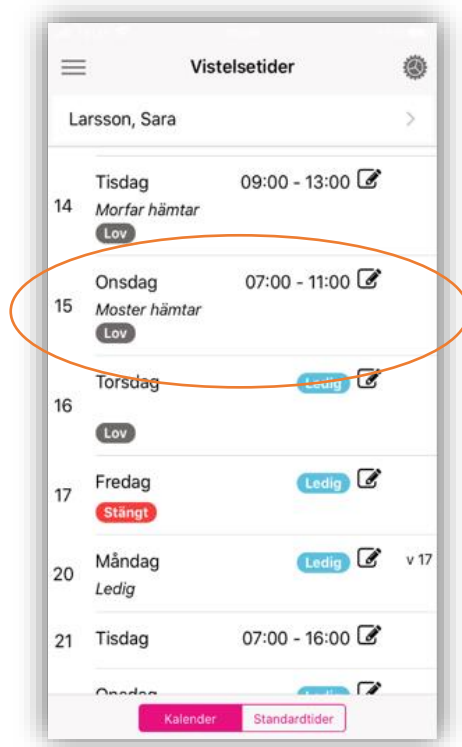 Vistelsetider
Larsson, Sara
Tisdag 09:00 - 13:00
14 Morfar hämtar
Lov
Onsdag 07:00 - 11:00
15 Moster hämtar
Lov
Torsdag Ledig
16
Lov
Fredag Ledig
17
Stängt
Måndag Ledig v 17
20
Ledig
21 Tisdag 07:00 - 16:00
Kalender Standardtider